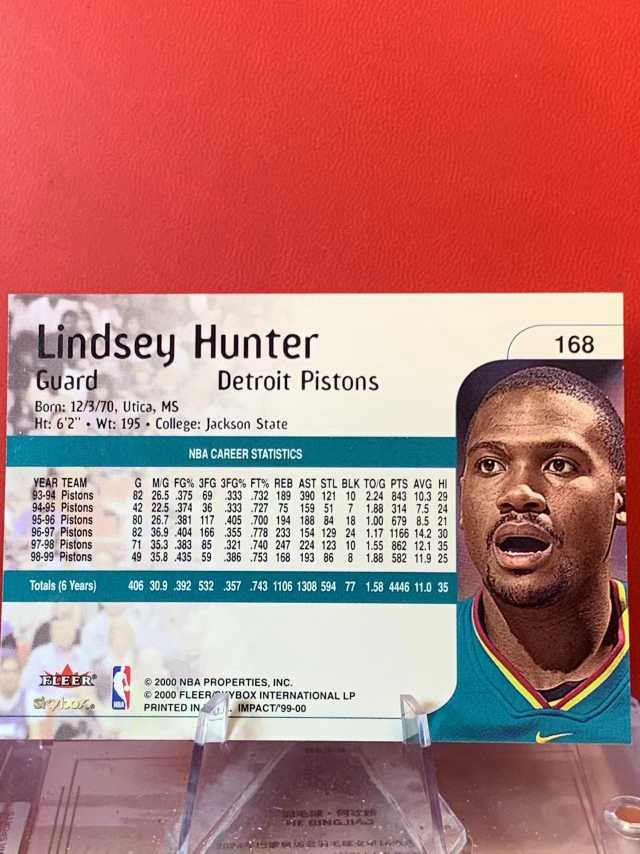 Lindsey Hunter
168
Guard Detroit Pistons
Born: 12/3/70, Utica, MS
Ht: 6'2" • Wt: 195 • College: Jackson State
NBA CAREER STATISTICS
YEAR TEAM G M/G FG% 3FG 3FG% FT% REB AST STL BLK TO/G PTS AVG HI
93-94 Pistons 82 26.5 .375 69 .333 .732 189 390 121 10 2.24 843 10.3 29
94-95 Pistons 42 22.5 .374 36 .333 .727 75 159 51 7 1.88 314 7.5 24
95-96 Pistons 80 26.7 .381 117 .405 .700 194 188 84 18 1.00 679 8.5 21
96-97 Pistons 82 36.9 .404 166 .355 .778 233 154 129 24 1.17 1166 14.2 30
97-98 Pistons 71 35.3 .383 85 .321 .740 247 224 123 10 1.55 862 12.1 35
98-99 Pistons 49 35.8 .435 59 .386 .753 168 193 86 8 1.88 582 11.9 25
Totals (6 Years) 406 30.9 .392 532 .357 .743 1106 1308 594 77 1.58 4446 11.0 35
FLEER
skybox®
NBA
© 2000 NBA PROPERTIES, INC.
© 2000 FLEER/SKYBOX INTERNATIONAL LP
PRINTED IN IMPACT/'99-00
HE BINGJIAO